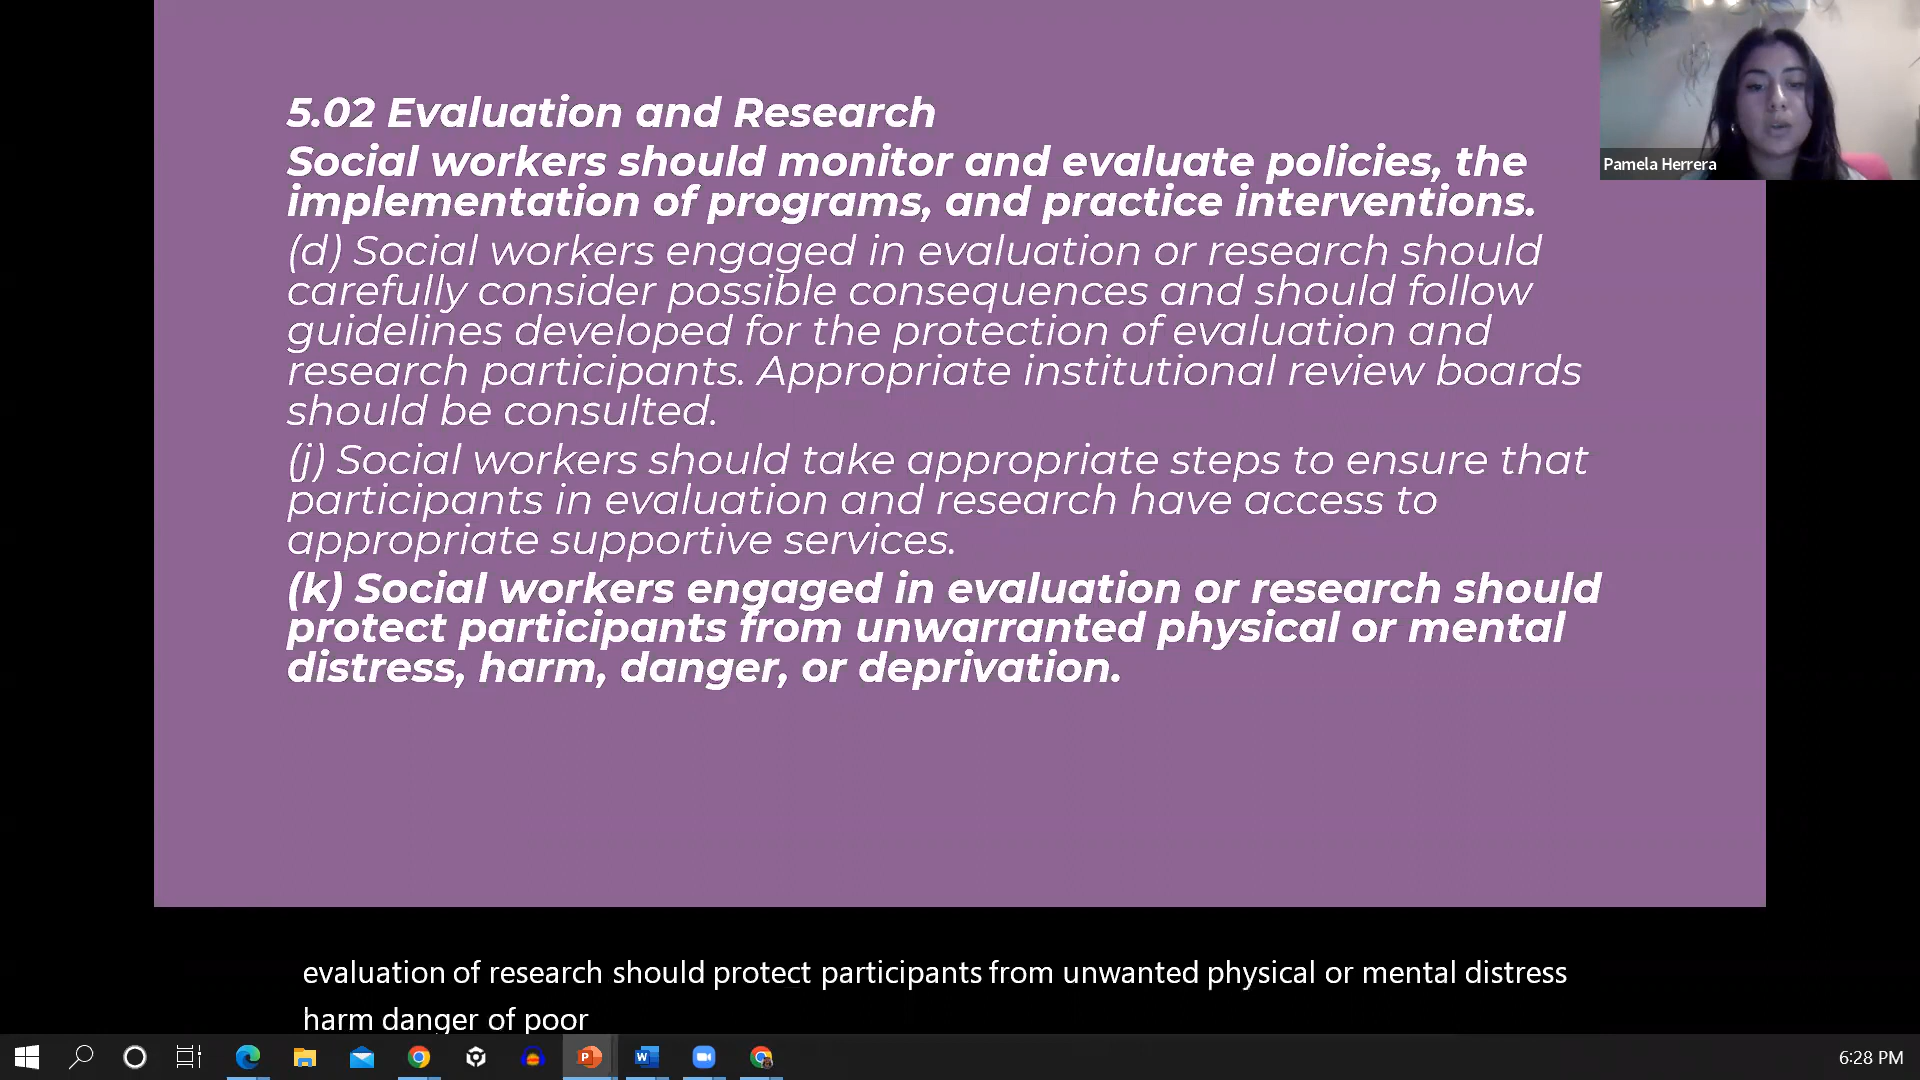 5.02 Evaluation and Research
Social workers should monitor and evaluate policies, the
implementation of programs, and practice interventions.
(d) Social workers engaged in evaluation or research should
carefully consider possible consequences and should follow
guidelines developed for the protection of evaluation and
research participants. Appropriate institutional review boards
should be consulted.
(j) Social workers should take appropriate steps to ensure that
participants in evaluation and research have access to
appropriate supportive services.
(k) Social workers engaged in evaluation or research should
protect participants from unwarranted physical or mental
distress, harm, danger, or deprivation.
Pamela Herrera
evaluation of research should protect participants from unwanted physical or mental distress
harm danger of poor
6:28 PM